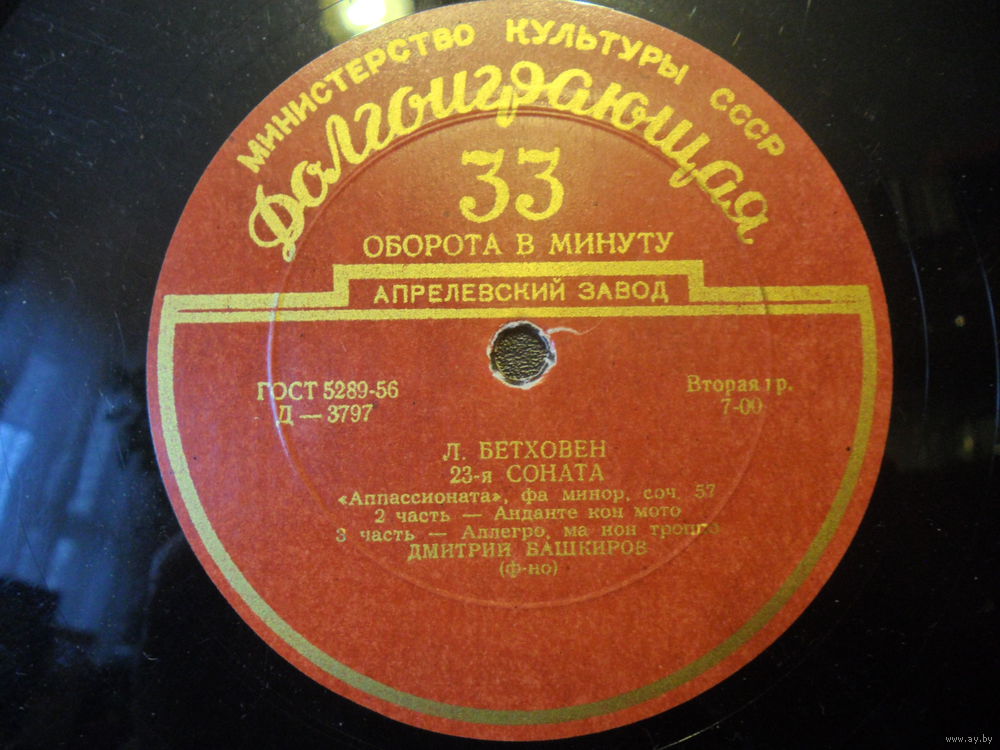 МИНИСТЕРСТВО КУЛЬТУРЫ СССР
Долгоиграющая
33
ОБОРОТА В МИНУТУ
АПРЕЛЕВСКИЙ ЗАВОД
ГОСТ 5289-56
Д — 3797
Вторая гр.
7-00
Л. БЕТХОВЕН
23-я СОНАТА
«Аппассионата», фа минор, соч. 57
2 часть — Анданте кон мото
3 часть — Аллегро, ма нон троппо
ДМИТРИЙ БАШКИРОВ
(ф-но)
www.ay.by